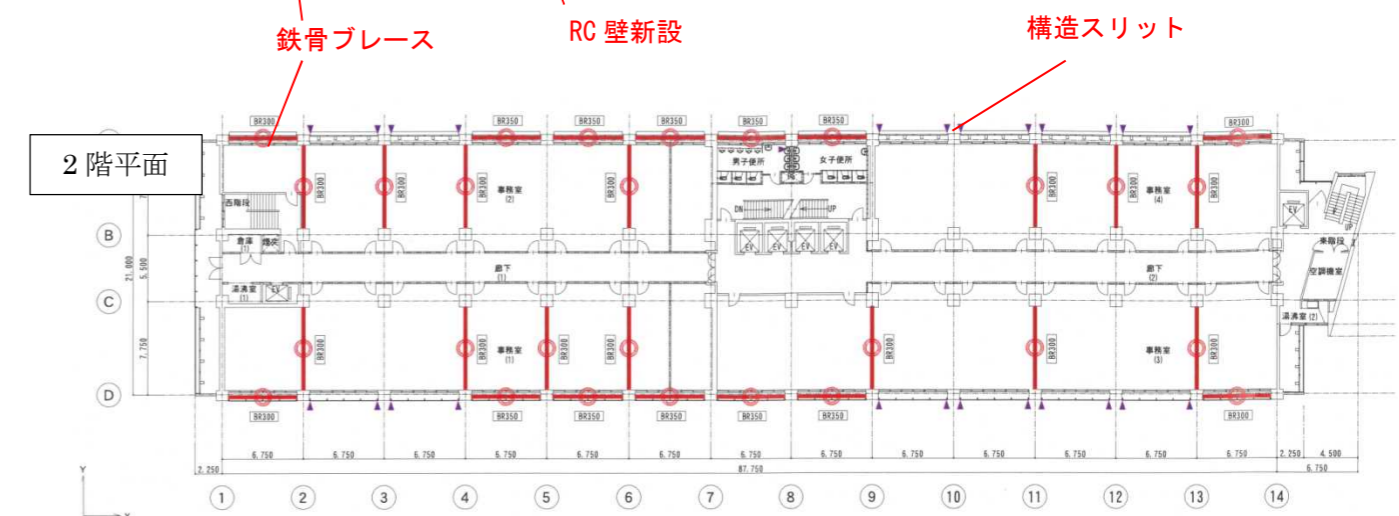 鉄骨ブレース
RC 壁新設
構造スリット
2 階平面
BR300
BR350
BR350
BR350
BR350
BR350
BR300
男子便所
女子便所
BR300
BR300
BR300
事務室
(2)
BR300
BR300
BR300
事務室
(4)
BR300
西階段
DN
UP
EV
UP
東階段
B
倉庫
(1)
EV
EV
EV
EV
21,000
5,500
廊下
(1)
廊下
(2)
空調機室
湯沸室
(1)
EV
C
湯沸室(2)
7,750
BR300
BR300
事務室
(1)
BR300
BR300
BR300
BR300
事務室
(3)
BR300
D
BR300
BR350
BR350
BR350
BR350
BR350
BR300
6,750
6,750
6,750
6,750
6,750
6,750
6,750
6,750
6,750
6,750
6,750
6,750
6,750
2,250
4,500
2,250
87,750
6,750
Y
1
2
3
4
5
6
7
8
9
10
11
12
13
14
X